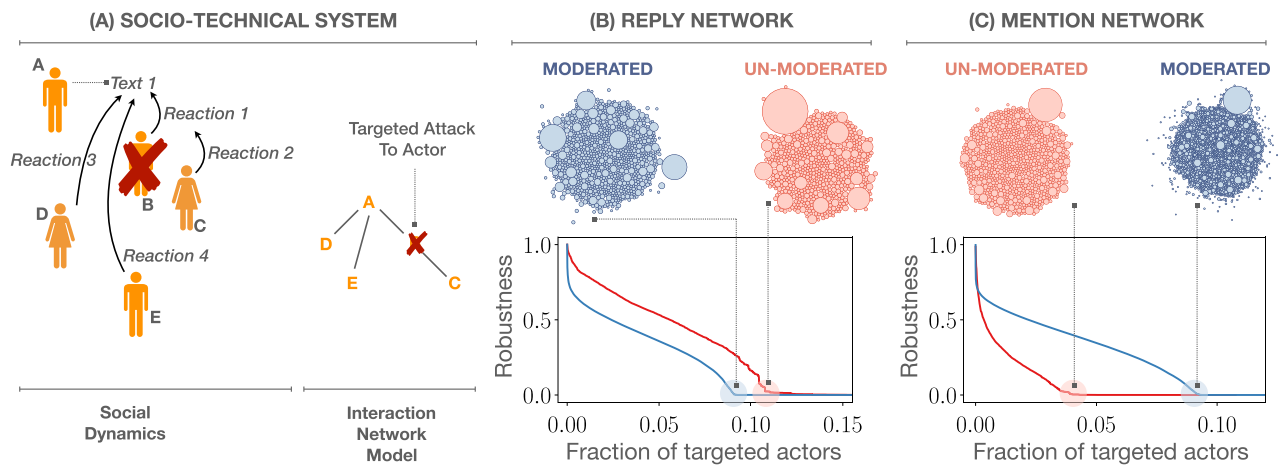 (A) SOCIO-TECHNICAL SYSTEM
A
Text 1
Reaction 1
Reaction 2
Reaction 3
B
C
D
Reaction 4
E
Targeted Attack
To Actor
A
D
E
C
Social
Dynamics
Interaction
Network
Model
(B) REPLY NETWORK
MODERATED
UN-MODERATED
Robustness
1.0
0.5
0.0
0.00
0.05
0.10
0.15
Fraction of targeted actors
(C) MENTION NETWORK
UN-MODERATED
MODERATED
Robustness
1.0
0.5
0.0
0.00
0.05
0.10
Fraction of targeted actors